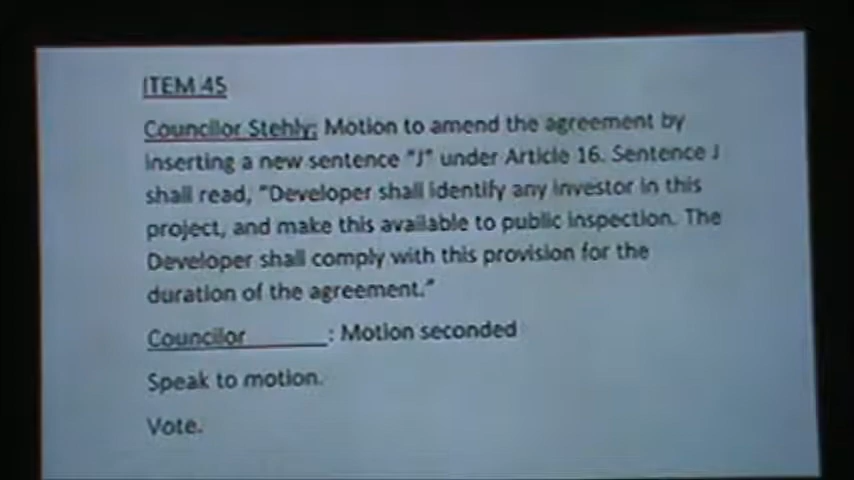 ITEM 45
Councilor Stehly: Motion to amend the agreement by
inserting a new sentence "J" under Article 16. Sentence J
shall read, "Developer shall identify any investor in this
project, and make this available to public inspection. The
Developer shall comply with this provision for the
duration of the agreement."
Councilor ________: Motion seconded
Speak to motion.
Vote.